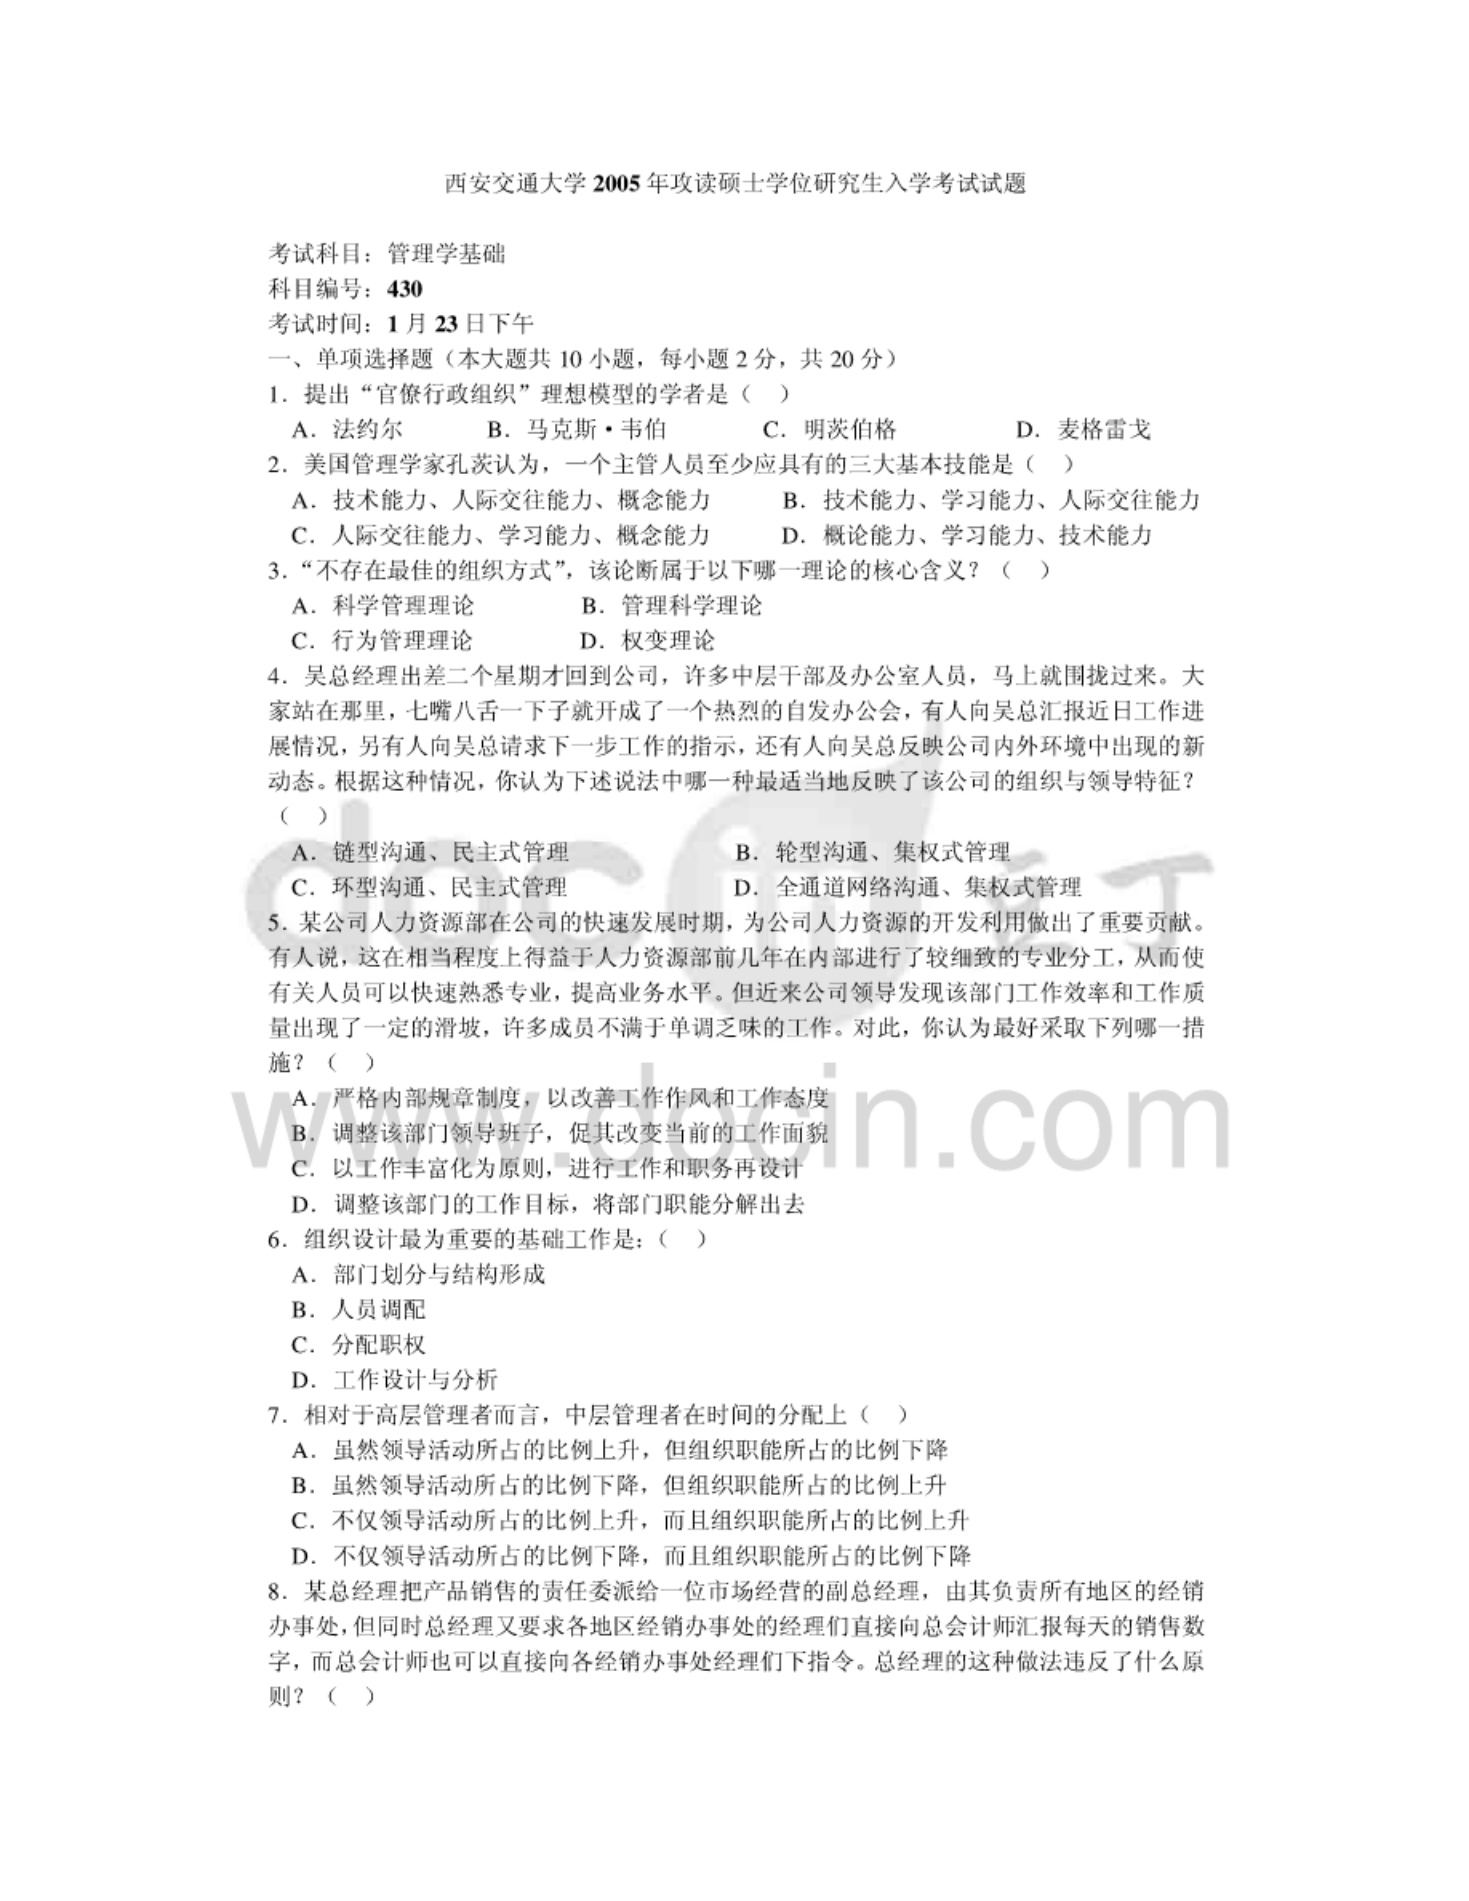 西安交通大学 2005 年攻读硕士学位研究生入学考试试题
考试科目：管理学基础
科目编号：430
考试时间：1 月 23 日下午
一、单项选择题（本大题共 10 小题，每小题 2 分，共 20 分）
1．提出“官僚行政组织”理想模型的学者是（ ）
A．法约尔 B．马克斯·韦伯 C．明茨伯格 D．麦格雷戈
2．美国管理学家孔茨认为，一个主管人员至少应具有的三大基本技能是（ ）
A．技术能力、人际交往能力、概念能力 B．技术能力、学习能力、人际交往能力
C．人际交往能力、学习能力、概念能力 D．概论能力、学习能力、技术能力
3．“不存在最佳的组织方式”，该论断属于以下哪一理论的核心含义？（ ）
A．科学管理理论 B．管理科学理论
C．行为管理理论 D．权变理论
4．吴总经理出差二个星期才回到公司，许多中层干部及办公室人员，马上就围拢过来。大
家站在那里，七嘴八舌一下子就开成了一个热烈的自发办公会，有人向吴总汇报近日工作进
展情况，另有人向吴总请求下一步工作的指示，还有人向吴总反映公司内外环境中出现的新
动态。根据这种情况，你认为下述说法中哪一种最适当地反映了该公司的组织与领导特征？
（ ）
A．链型沟通、民主式管理 B．轮型沟通、集权式管理
C．环型沟通、民主式管理 D．全通道网络沟通、集权式管理
5．某公司人力资源部在公司的快速发展时期，为公司人力资源的开发利用做出了重要贡献。
有人说，这在相当程度上得益于人力资源部前几年在内部进行了较细致的专业分工，从而使
有关人员可以快速熟悉专业，提高业务水平。但近来公司领导发现该部门工作效率和工作质
量出现了一定的滑坡，许多成员不满于单调乏味的工作。对此，你认为最好采取下列哪一措
施？（ ）
A．严格内部规章制度，以改善工作作风和工作态度
B．调整该部门领导班子，促其改变当前的工作面貌
C．以工作丰富化为原则，进行工作和职务再设计
D．调整该部门的工作目标，将部门职能分解出去
6．组织设计最为重要的基础工作是：（ ）
A．部门划分与结构形成
B．人员调配
C．分配职权
D．工作设计与分析
7．相对于高层管理者而言，中层管理者在时间的分配上（ ）
A．虽然领导活动所占的比例上升，但组织职能所占的比例下降
B．虽然领导活动所占的比例下降，但组织职能所占的比例上升
C．不仅领导活动所占的比例上升，而且组织职能所占的比例上升
D．不仅领导活动所占的比例下降，而且组织职能所占的比例下降
8．某总经理把产品销售的责任委派给一位市场经营的副总经理，由其负责所有地区的经销
办事处，但同时总经理又要求各地区经销办事处的经理们直接向总会计师汇报每天的销售数
字，而总会计师也可以直接向各经销办事处经理们下指令。总经理的这种做法违反了什么原
则？（ ）
docin 豆丁
www.docin.com